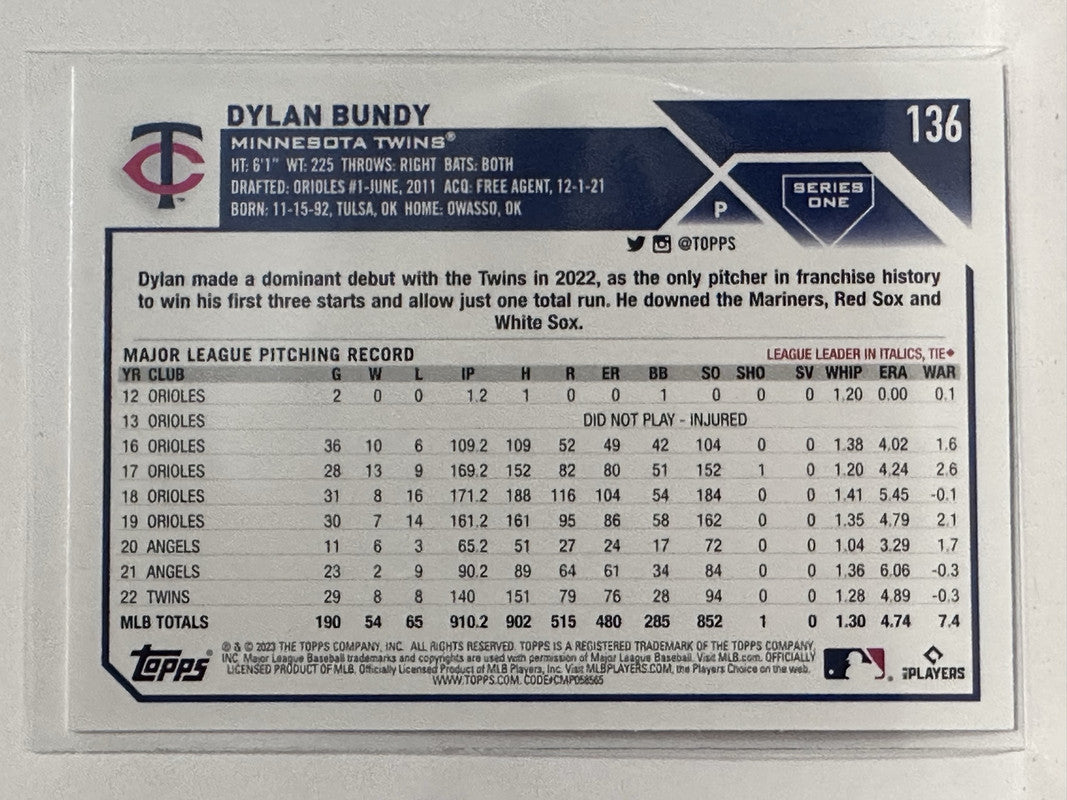 DYLAN BUNDY
136
MINNESOTA TWINS®
HT: 6'1" WT: 225 THROWS: RIGHT BATS: BOTH
DRAFTED: ORIOLES #1-JUNE, 2011 ACQ: FREE AGENT, 12-1-21
BORN: 11-15-92, TULSA, OK HOME: OWASSO, OK
P
SERIES
ONE
@TOPPS
Dylan made a dominant debut with the Twins in 2022, as the only pitcher in franchise history
to win his first three starts and allow just one total run. He downed the Mariners, Red Sox and
White Sox.
MAJOR LEAGUE PITCHING RECORD LEAGUE LEADER IN ITALICS, TIE◆
YR CLUB G W L IP H R ER BB SO SHO SV WHIP ERA WAR
12 ORIOLES 2 0 0 1.2 1 0 0 1 0 0 0 1.20 0.00 0.1
13 ORIOLES DID NOT PLAY - INJURED
16 ORIOLES 36 10 6 109.2 109 52 49 42 104 0 0 1.38 4.02 1.6
17 ORIOLES 28 13 9 169.2 152 82 80 51 152 1 0 1.20 4.24 2.6
18 ORIOLES 31 8 16 171.2 188 116 104 54 184 0 0 1.41 5.45 -0.1
19 ORIOLES 30 7 14 161.2 161 95 86 58 162 0 0 1.35 4.79 2.1
20 ANGELS 11 6 3 65.2 51 27 24 17 72 0 0 1.04 3.29 1.7
21 ANGELS 23 2 9 90.2 89 64 61 34 84 0 0 1.36 6.06 -0.3
22 TWINS 29 8 8 140 151 79 76 28 94 0 0 1.28 4.89 -0.3
MLB TOTALS 190 54 65 910.2 902 515 480 285 852 1 0 1.30 4.74 7.4
Topps®
® & © 2023 THE TOPPS COMPANY, INC. ALL RIGHTS RESERVED. TOPPS IS A REGISTERED TRADEMARK OF THE TOPPS COMPANY,
INC. Major League Baseball trademarks and copyrights are used with permission of Major League Baseball. Visit MLB.com. OFFICIALLY
LICENSED PRODUCT OF MLB. Officially Licensed Product of MLB Players, Inc. Visit MLBPLAYERS.COM, the Players Choice on the web.
WWW.TOPPS.COM. CODE#CMP058565
PLAYERS